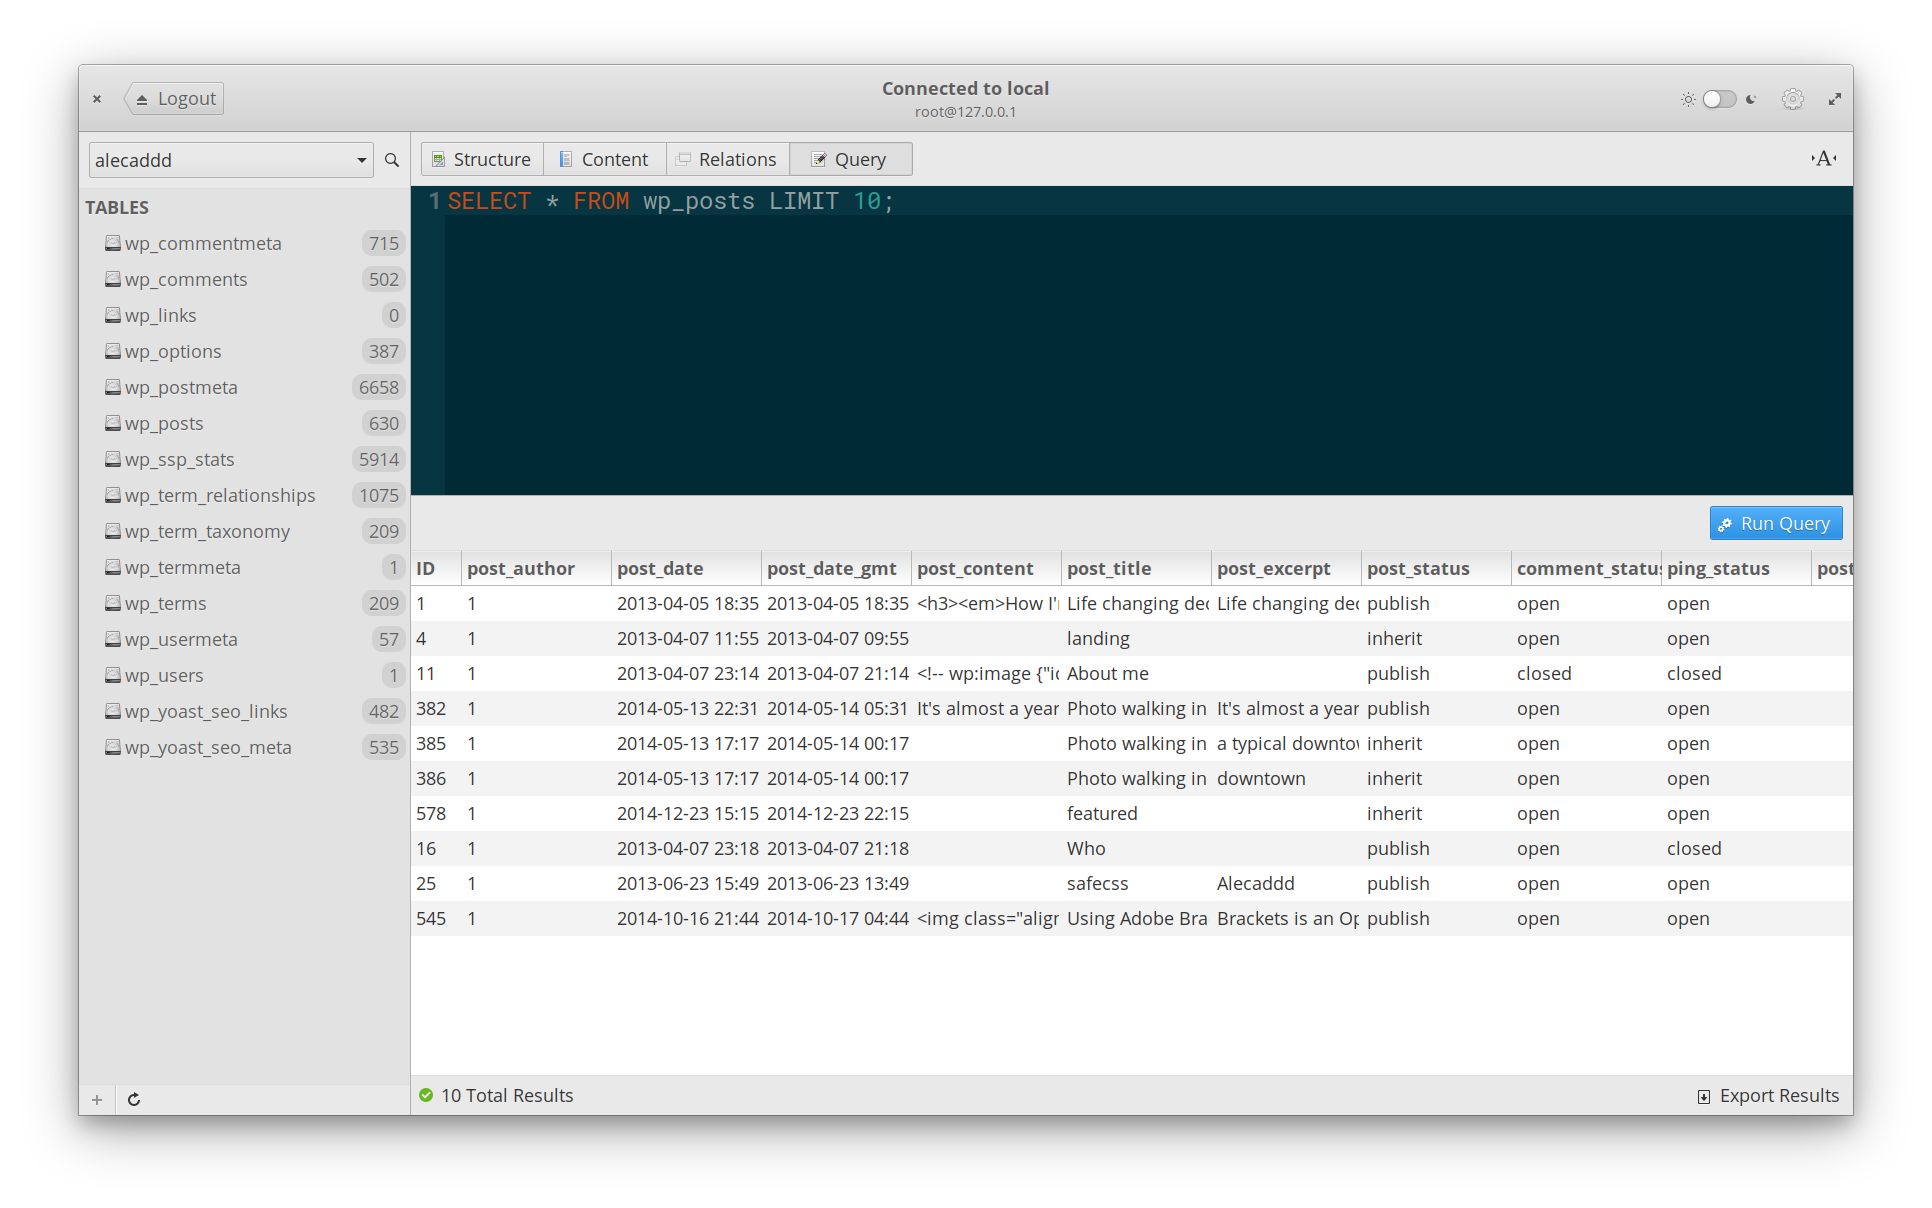 Logout
Connected to local
root@127.0.0.1
alecaddd
Structure Content Relations Query
A
TABLES
wp_commentmeta 715
wp_comments 502
wp_links 0
wp_options 387
wp_postmeta 6658
wp_posts 630
wp_ssp_stats 5914
wp_term_relationships 1075
wp_term_taxonomy 209
wp_termmeta 1
wp_terms 209
wp_usermeta 57
wp_users 1
wp_yoast_seo_links 482
wp_yoast_seo_meta 535
1 SELECT * FROM wp_posts LIMIT 10;
Run Query
ID post_author post_date post_date_gmt post_content post_title post_excerpt post_status comment_statu ping_status post
1 1 2013-04-05 18:35 2013-04-05 18:35 <h3><em>How I' Life changing dec Life changing dec publish open open
4 1 2013-04-07 11:55 2013-04-07 09:55 landing inherit open open
11 1 2013-04-07 23:14 2013-04-07 21:14 <!-- wp:image {"i About me publish closed closed
382 1 2014-05-13 22:31 2014-05-14 05:31 It's almost a year Photo walking in It's almost a year publish open open
385 1 2014-05-13 17:17 2014-05-14 00:17 Photo walking in a typical downto inherit open open
386 1 2014-05-13 17:17 2014-05-14 00:17 Photo walking in downtown inherit open open
578 1 2014-12-23 15:15 2014-12-23 22:15 featured inherit open open
16 1 2013-04-07 23:18 2013-04-07 21:18 Who publish open closed
25 1 2013-06-23 15:49 2013-06-23 13:49 safecss Alecaddd publish open open
545 1 2014-10-16 21:44 2014-10-17 04:44 <img class="align Using Adobe Bra Brackets is an Op publish open open
10 Total Results
Export Results